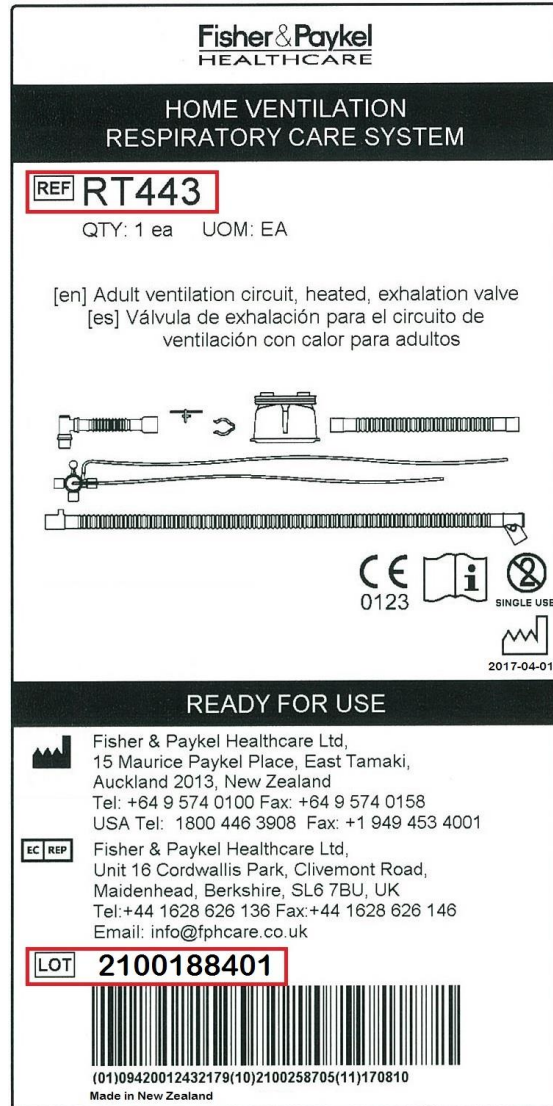 Fisher&Paykel
HEALTHCARE
HOME VENTILATION
RESPIRATORY CARE SYSTEM
REF RT443
QTY: 1 ea UOM: EA
[en] Adult ventilation circuit, heated, exhalation valve
[es] Válvula de exhalación para el circuito de
ventilación con calor para adultos
CE
0123
i
2
SINGLE USE
2017-04-01
READY FOR USE
Fisher & Paykel Healthcare Ltd,
15 Maurice Paykel Place, East Tamaki,
Auckland 2013, New Zealand
Tel: +64 9 574 0100 Fax: +64 9 574 0158
USA Tel: 1800 446 3908 Fax: +1 949 453 4001
EC REP
Fisher & Paykel Healthcare Ltd,
Unit 16 Cordwallis Park, Clivemont Road,
Maidenhead, Berkshire, SL6 7BU, UK
Tel:+44 1628 626 136 Fax:+44 1628 626 146
Email: info@fphcare.co.uk
LOT 2100188401
(01)09420012432179(10)2100258705(11)170810
Made in New Zealand